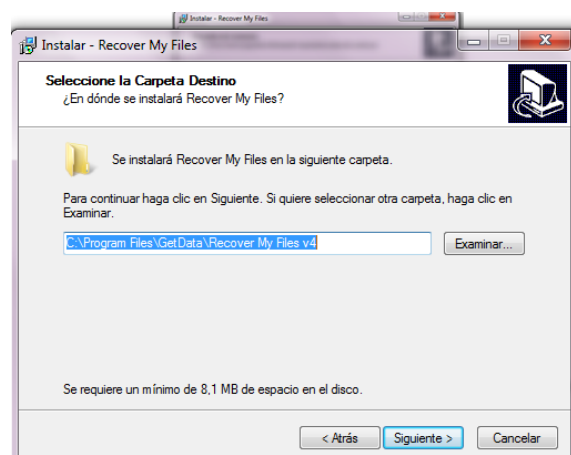 Instalar - Recover My Files
Instalar - Recover My Files
Seleccione la Carpeta Destino
¿En dónde se instalará Recover My Files?
Se instalará Recover My Files en la siguiente carpeta.
Para continuar haga clic en Siguiente. Si quiere seleccionar otra carpeta, haga clic en
Examinar.
C:\Program Files\GetData\Recover My Files v4
Examinar...
Se requiere un mínimo de 8,1 MB de espacio en el disco.
< Atrás
Siguiente >
Cancelar